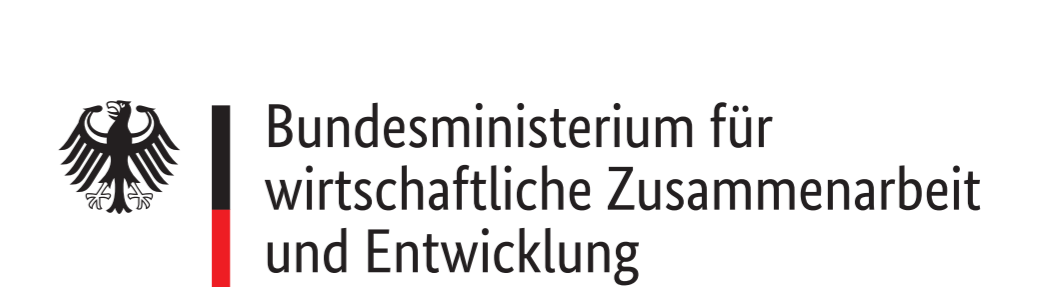 Bundesministerium für
wirtschaftliche Zusammenarbeit
und Entwicklung